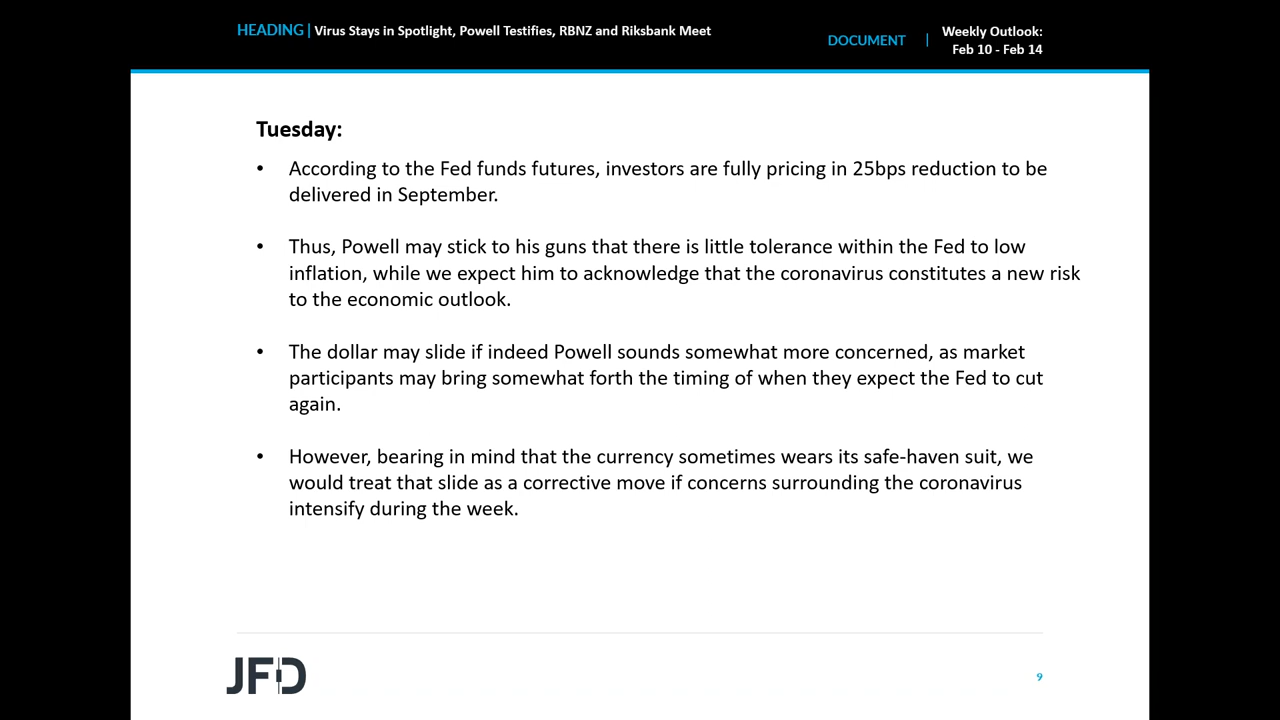 HEADING | Virus Stays in Spotlight, Powell Testifies, RBNZ and Riksbank Meet
DOCUMENT | Weekly Outlook:
Feb 10 - Feb 14
Tuesday:
• According to the Fed funds futures, investors are fully pricing in 25bps reduction to be
delivered in September.
• Thus, Powell may stick to his guns that there is little tolerance within the Fed to low
inflation, while we expect him to acknowledge that the coronavirus constitutes a new risk
to the economic outlook.
• The dollar may slide if indeed Powell sounds somewhat more concerned, as market
participants may bring somewhat forth the timing of when they expect the Fed to cut
again.
• However, bearing in mind that the currency sometimes wears its safe-haven suit, we
would treat that slide as a corrective move if concerns surrounding the coronavirus
intensify during the week.
JFD
9